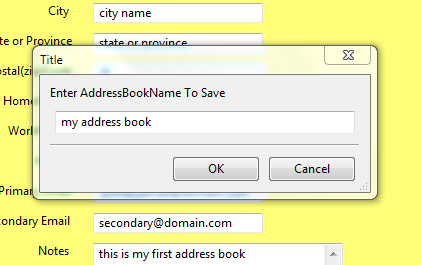 City city name
te or Province state or province
ostal(zi
Title
Enter AddressBookName To Save
my address book
OK Cancel
Home
Work
Primar
condary Email secondary@domain.com
Notes this is my first address book